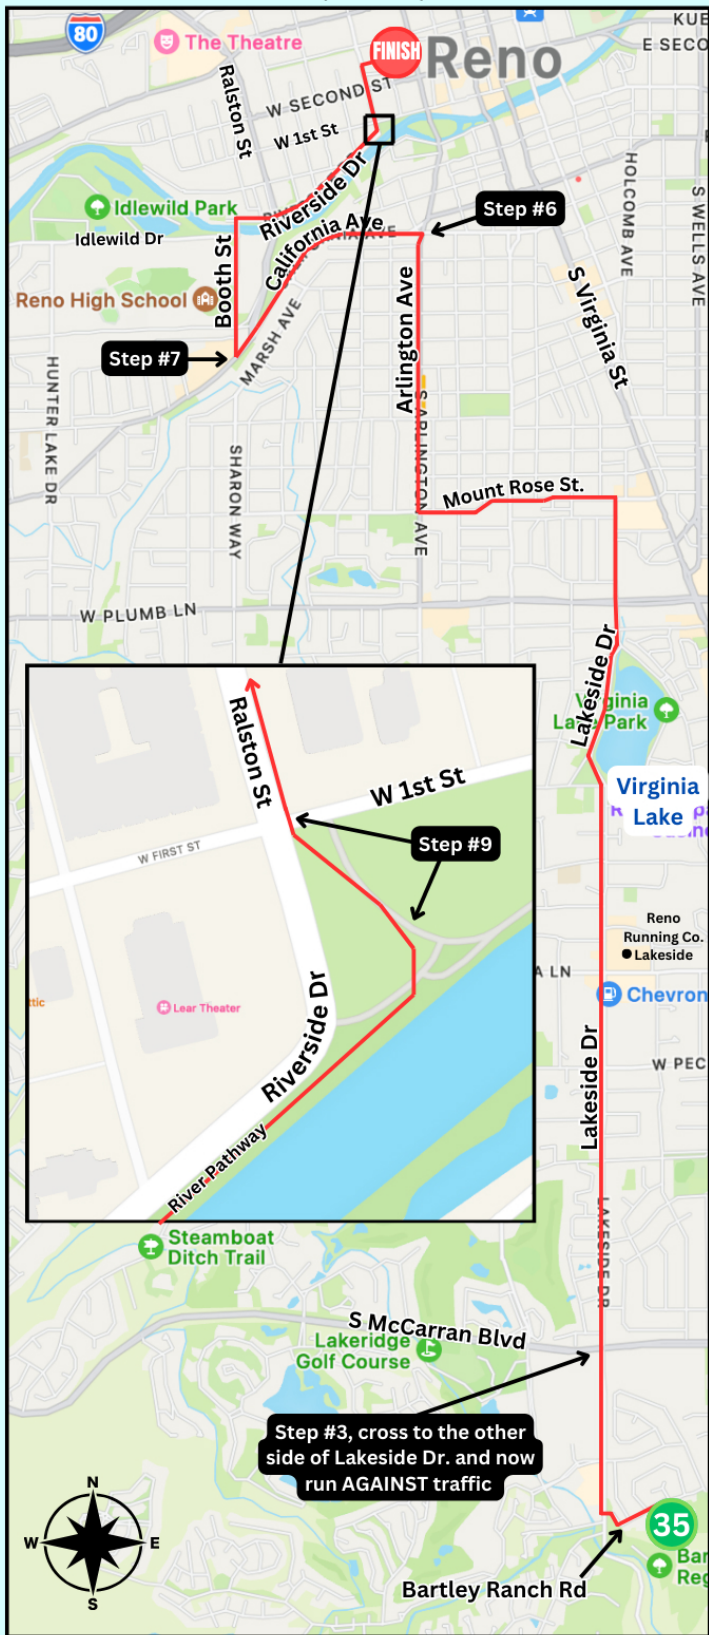 80
The Theatre
FINISH
Reno
KUE
E SECO
Ralston St
W SECOND ST
W 1st St
Riverside Dr
Idlewild Park
Idlewild Dr
Step #6
HOLCOMB AVE
S WELLS AVE
California Ave
Booth St
Reno High School
Arlington Ave
S Virginia St
Step #7
MARSH AVE
HUNTER LAKE DR
SHARON WAY
S ARLINGTON AVE
Mount Rose St.
W PLUMB LN
Lakeside Dr
Virginia
Lake Park
Virginia
Lake
Ralston St
W 1st St
W FIRST ST
Step #9
Reno
Running Co.
Lakeside
A LN
Chevron
Lear Theater
ttic
Riverside Dr
River Pathway
Lakeside Dr
W PEC
Steamboat
Ditch Trail
LAKESIDE DR
S McCarran Blvd
Lakeridge
Golf Course
Step #3, cross to the other
side of Lakeside Dr. and now
run AGAINST traffic
N
W
E
S
35
Bar
Reg
Bartley Ranch Rd